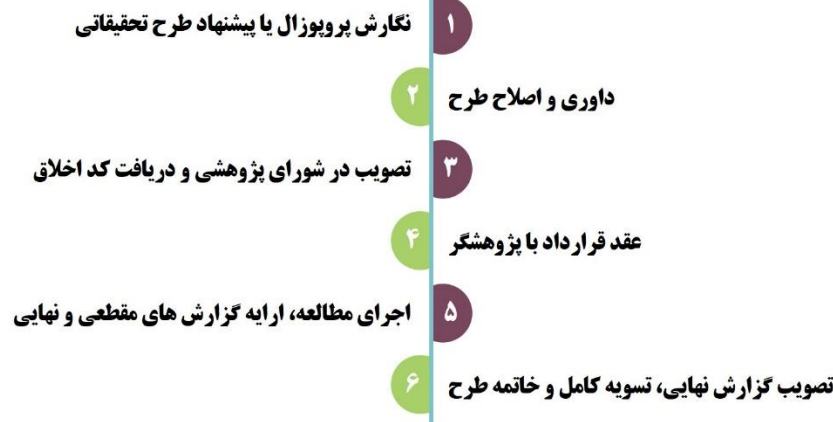 ۱ نگارش پروپوزال یا پیشنهاد طرح تحقیقاتی
۲ داوری و اصلاح طرح
۳ تصویب در شورای پژوهشی و دریافت کد اخلاق
۴ عقد قرارداد با پژوهشگر
۵ اجرای مطالعه، ارایه گزارش های مقطعی و نهایی
۶ تصویب گزارش نهایی، تسویه کامل و خاتمه طرح